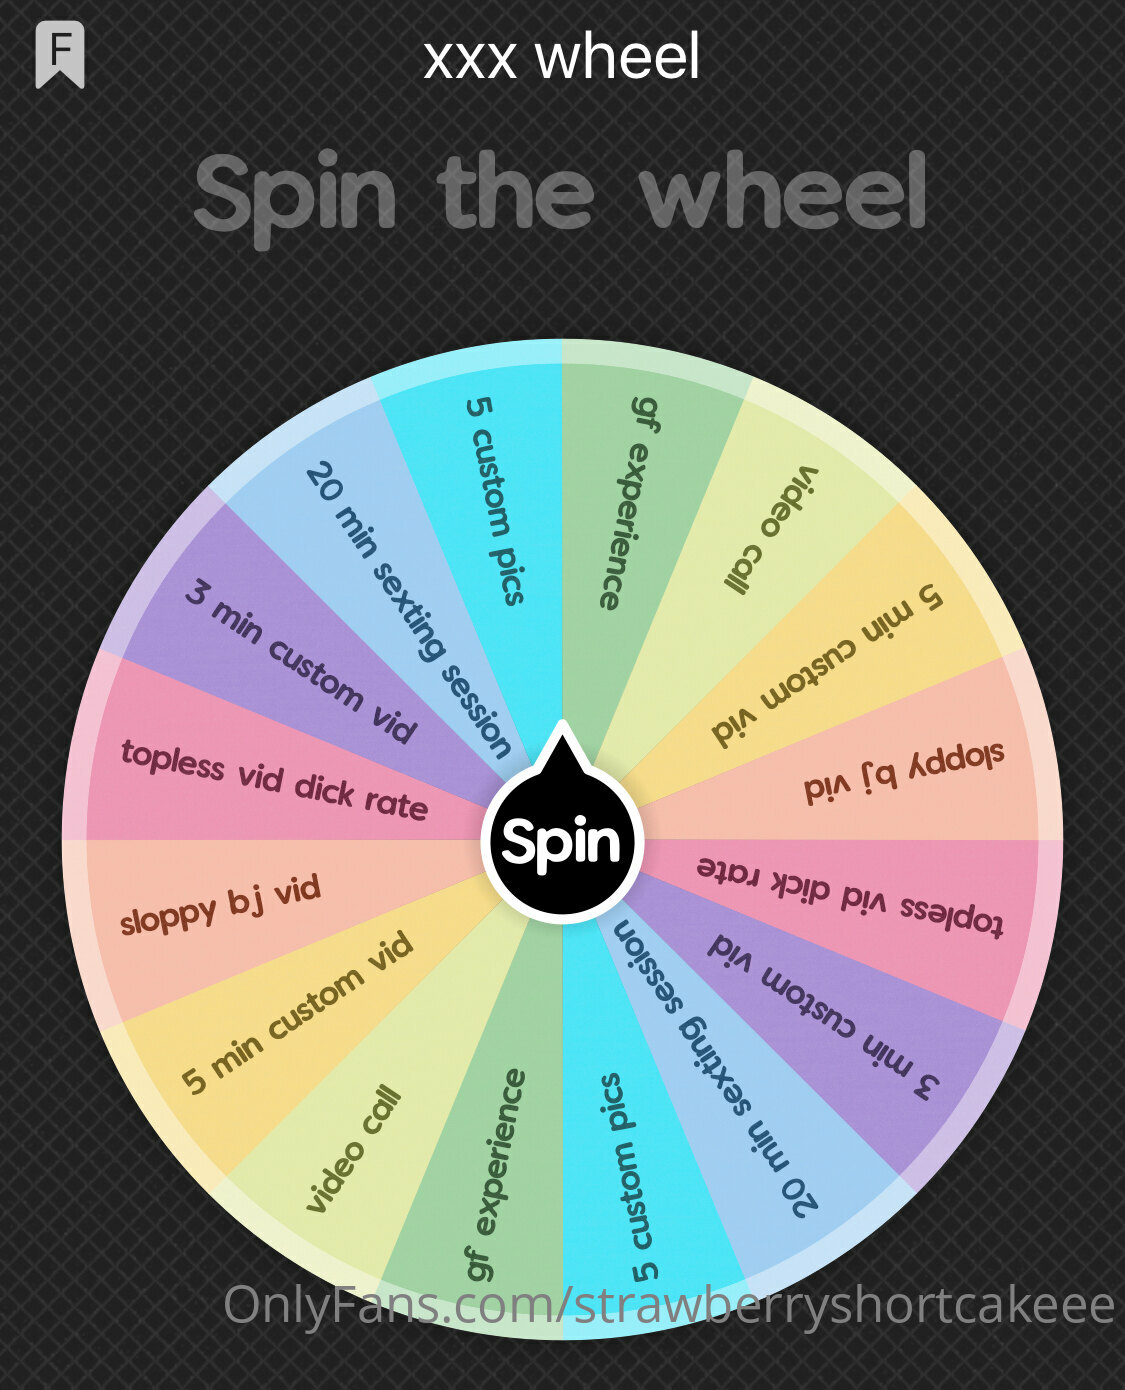 F
xxx wheel
Spin the wheel
5 custom pics
gf experience
video call
5 min custom vid
sloppy bj vid
topless vid dick rate
3 min custom vid
20 min sexting session
5 custom pics
gf experience
video call
5 min custom vid
sloppy bj vid
topless vid dick rate
3 min custom vid
20 min sexting session
Spin
OnlyFans.com/strawberryshortcakeee